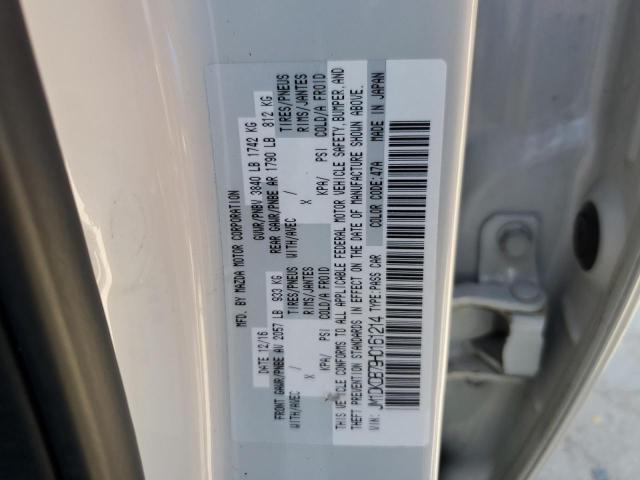 MFD. BY MAZDA MOTOR CORPORATION
DATE 12/16 GVWR/PNBV 3840 LB 1742 KG
FRONT GAWR/PNBE AV 2057 LB 933 KG REAR GAWR/PNBE AR 1790 LB 812 KG
WITH/AVEC TIRES/PNEUS WITH/AVEC TIRES/PNEUS
/ RIMS/JANTES / RIMS/JANTES
X X
KPA/ PSI COLD/A FROID KPA/ PSI COLD/A FROID
THIS VEHICLE CONFORMS TO ALL APPLICABLE FEDERAL MOTOR VEHICLE SAFETY, BUMPER, AND
THEFT PREVENTION STANDARDS IN EFFECT ON THE DATE OF MANUFACTURE SHOWN ABOVE.
VIN: TYPE:PASS CAR COLOR CODE:47A MADE IN JAPAN